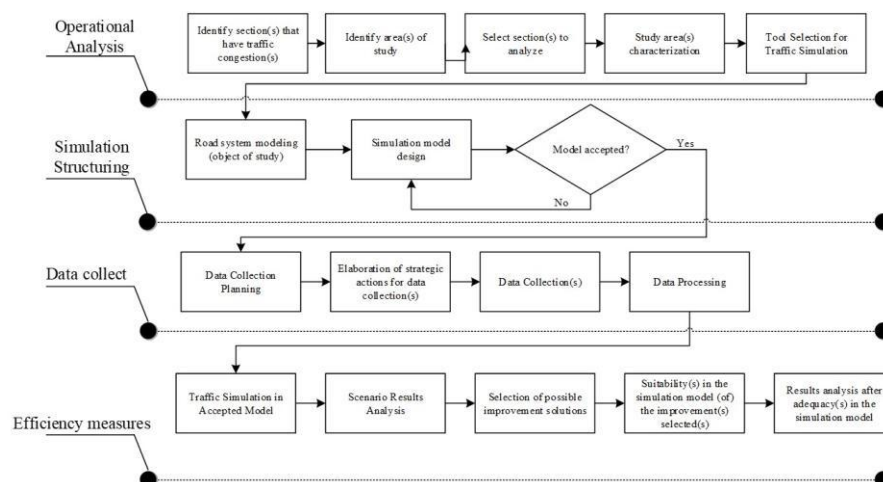 Operational
Analysis
Identify section(s) that
have traffic
congestion(s)
Identify area(s) of
study
Select section(s) to
analyze
Study area(s)
characterization
Tool Selection for
Traffic Simulation
Simulation
Structuring
Road system modeling
(object of study)
Simulation model
design
Model accepted?
Yes
No
Data collect
Data Collection
Planning
Elaboration of strategic
actions for data
collection(s)
Data Collection(s)
Data Processing
Efficiency measures
Traffic Simulation in
Accepted Model
Scenario Results
Analysis
Selection of possible
improvement solutions
Suitability(s) in the
simulation model (of)
the improvement(s)
selected(s)
Results analysis after
adequacy(s) in the
simulation model